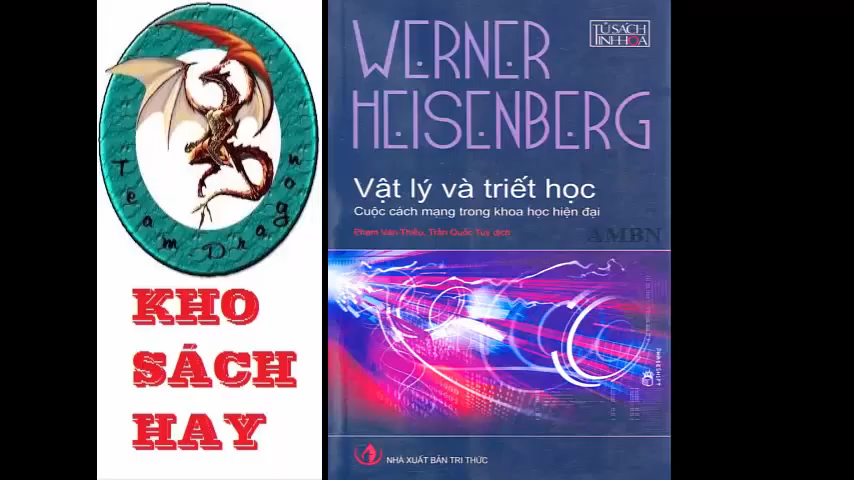 Team Dragon
KHO
SÁCH
HAY
TỦ SÁCH
TINH HOA
WERNER
HEISENBERG
Vật lý và triết học
Cuộc cách mạng trong khoa học hiện đại
Phạm Văn Thiều, Trần Quốc Túy dịch
AMBN
NHÀ XUẤT BẢN TRI THỨC